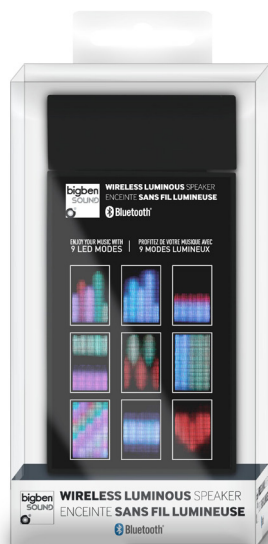 bigben
SOUND
WIRELESS LUMINOUS SPEAKER
ENCEINTE SANS FIL LUMINEUSE
Bluetooth®
ENJOY YOUR MUSIC WITH
9 LED MODES
PROFITEZ DE VOTRE MUSIQUE AVEC
9 MODES LUMINEUX
bigben
SOUND
WIRELESS LUMINOUS SPEAKER
ENCEINTE SANS FIL LUMINEUSE
Bluetooth®